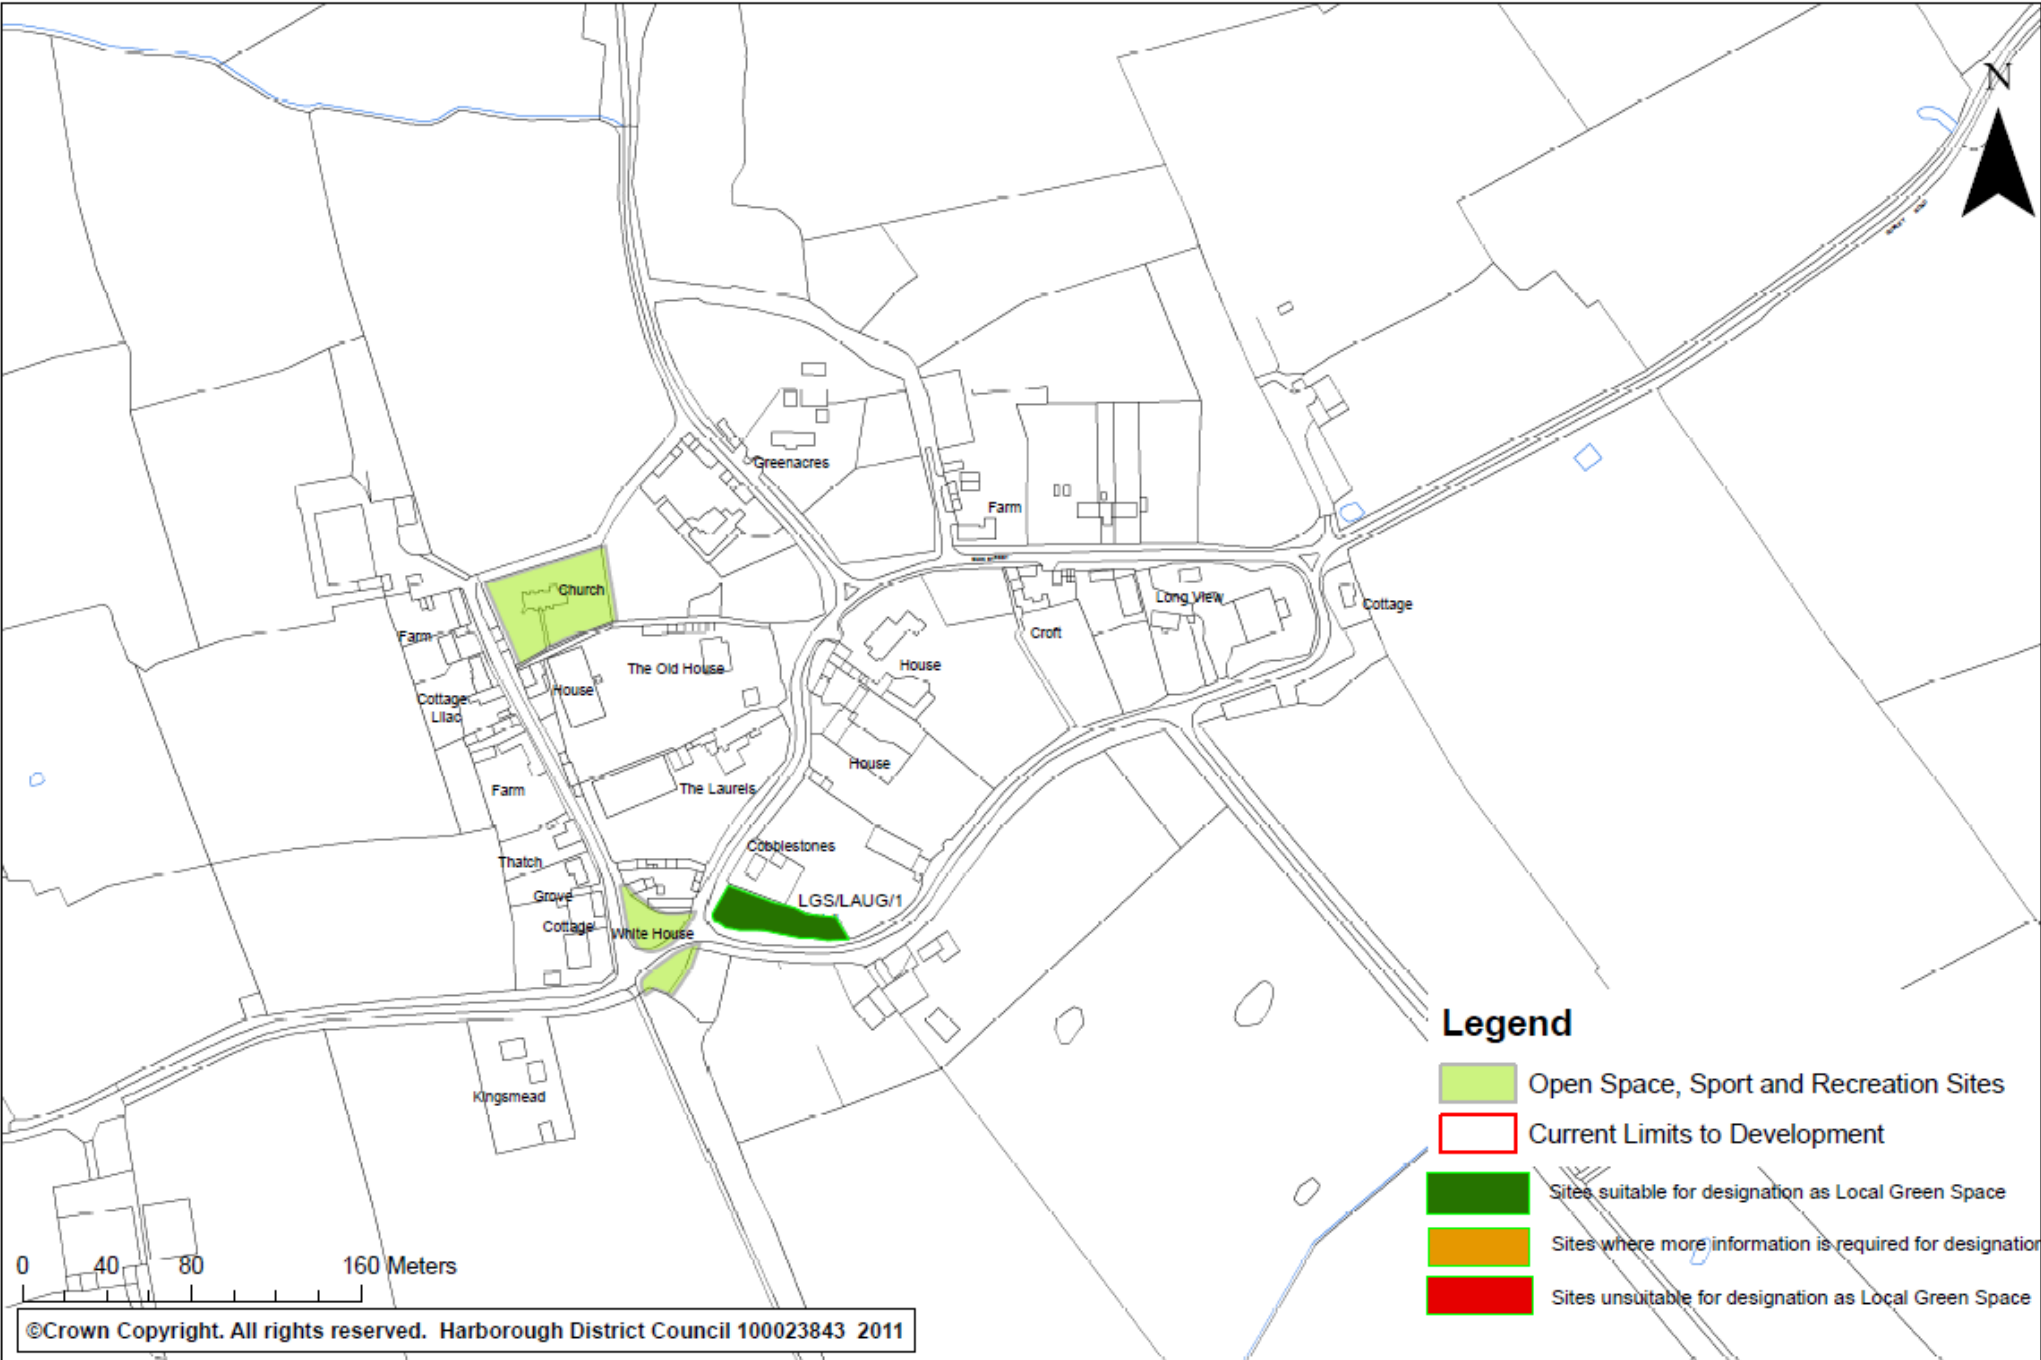 N
Greenacres
Farm
Church
Long View
Cottage
Farm
Croft
The Old House
House
House
Cottage
Lilac
House
Farm
The Laurels
Cobblestones
Thatch
Grove
LGS/LAUG/1
Cottage
White House
Kingsmead
Legend
Open Space, Sport and Recreation Sites
Current Limits to Development
Sites suitable for designation as Local Green Space
Sites where more information is required for designation
Sites unsuitable for designation as Local Green Space
0 40 80 160 Meters
©Crown Copyright. All rights reserved. Harborough District Council 100023843 2011